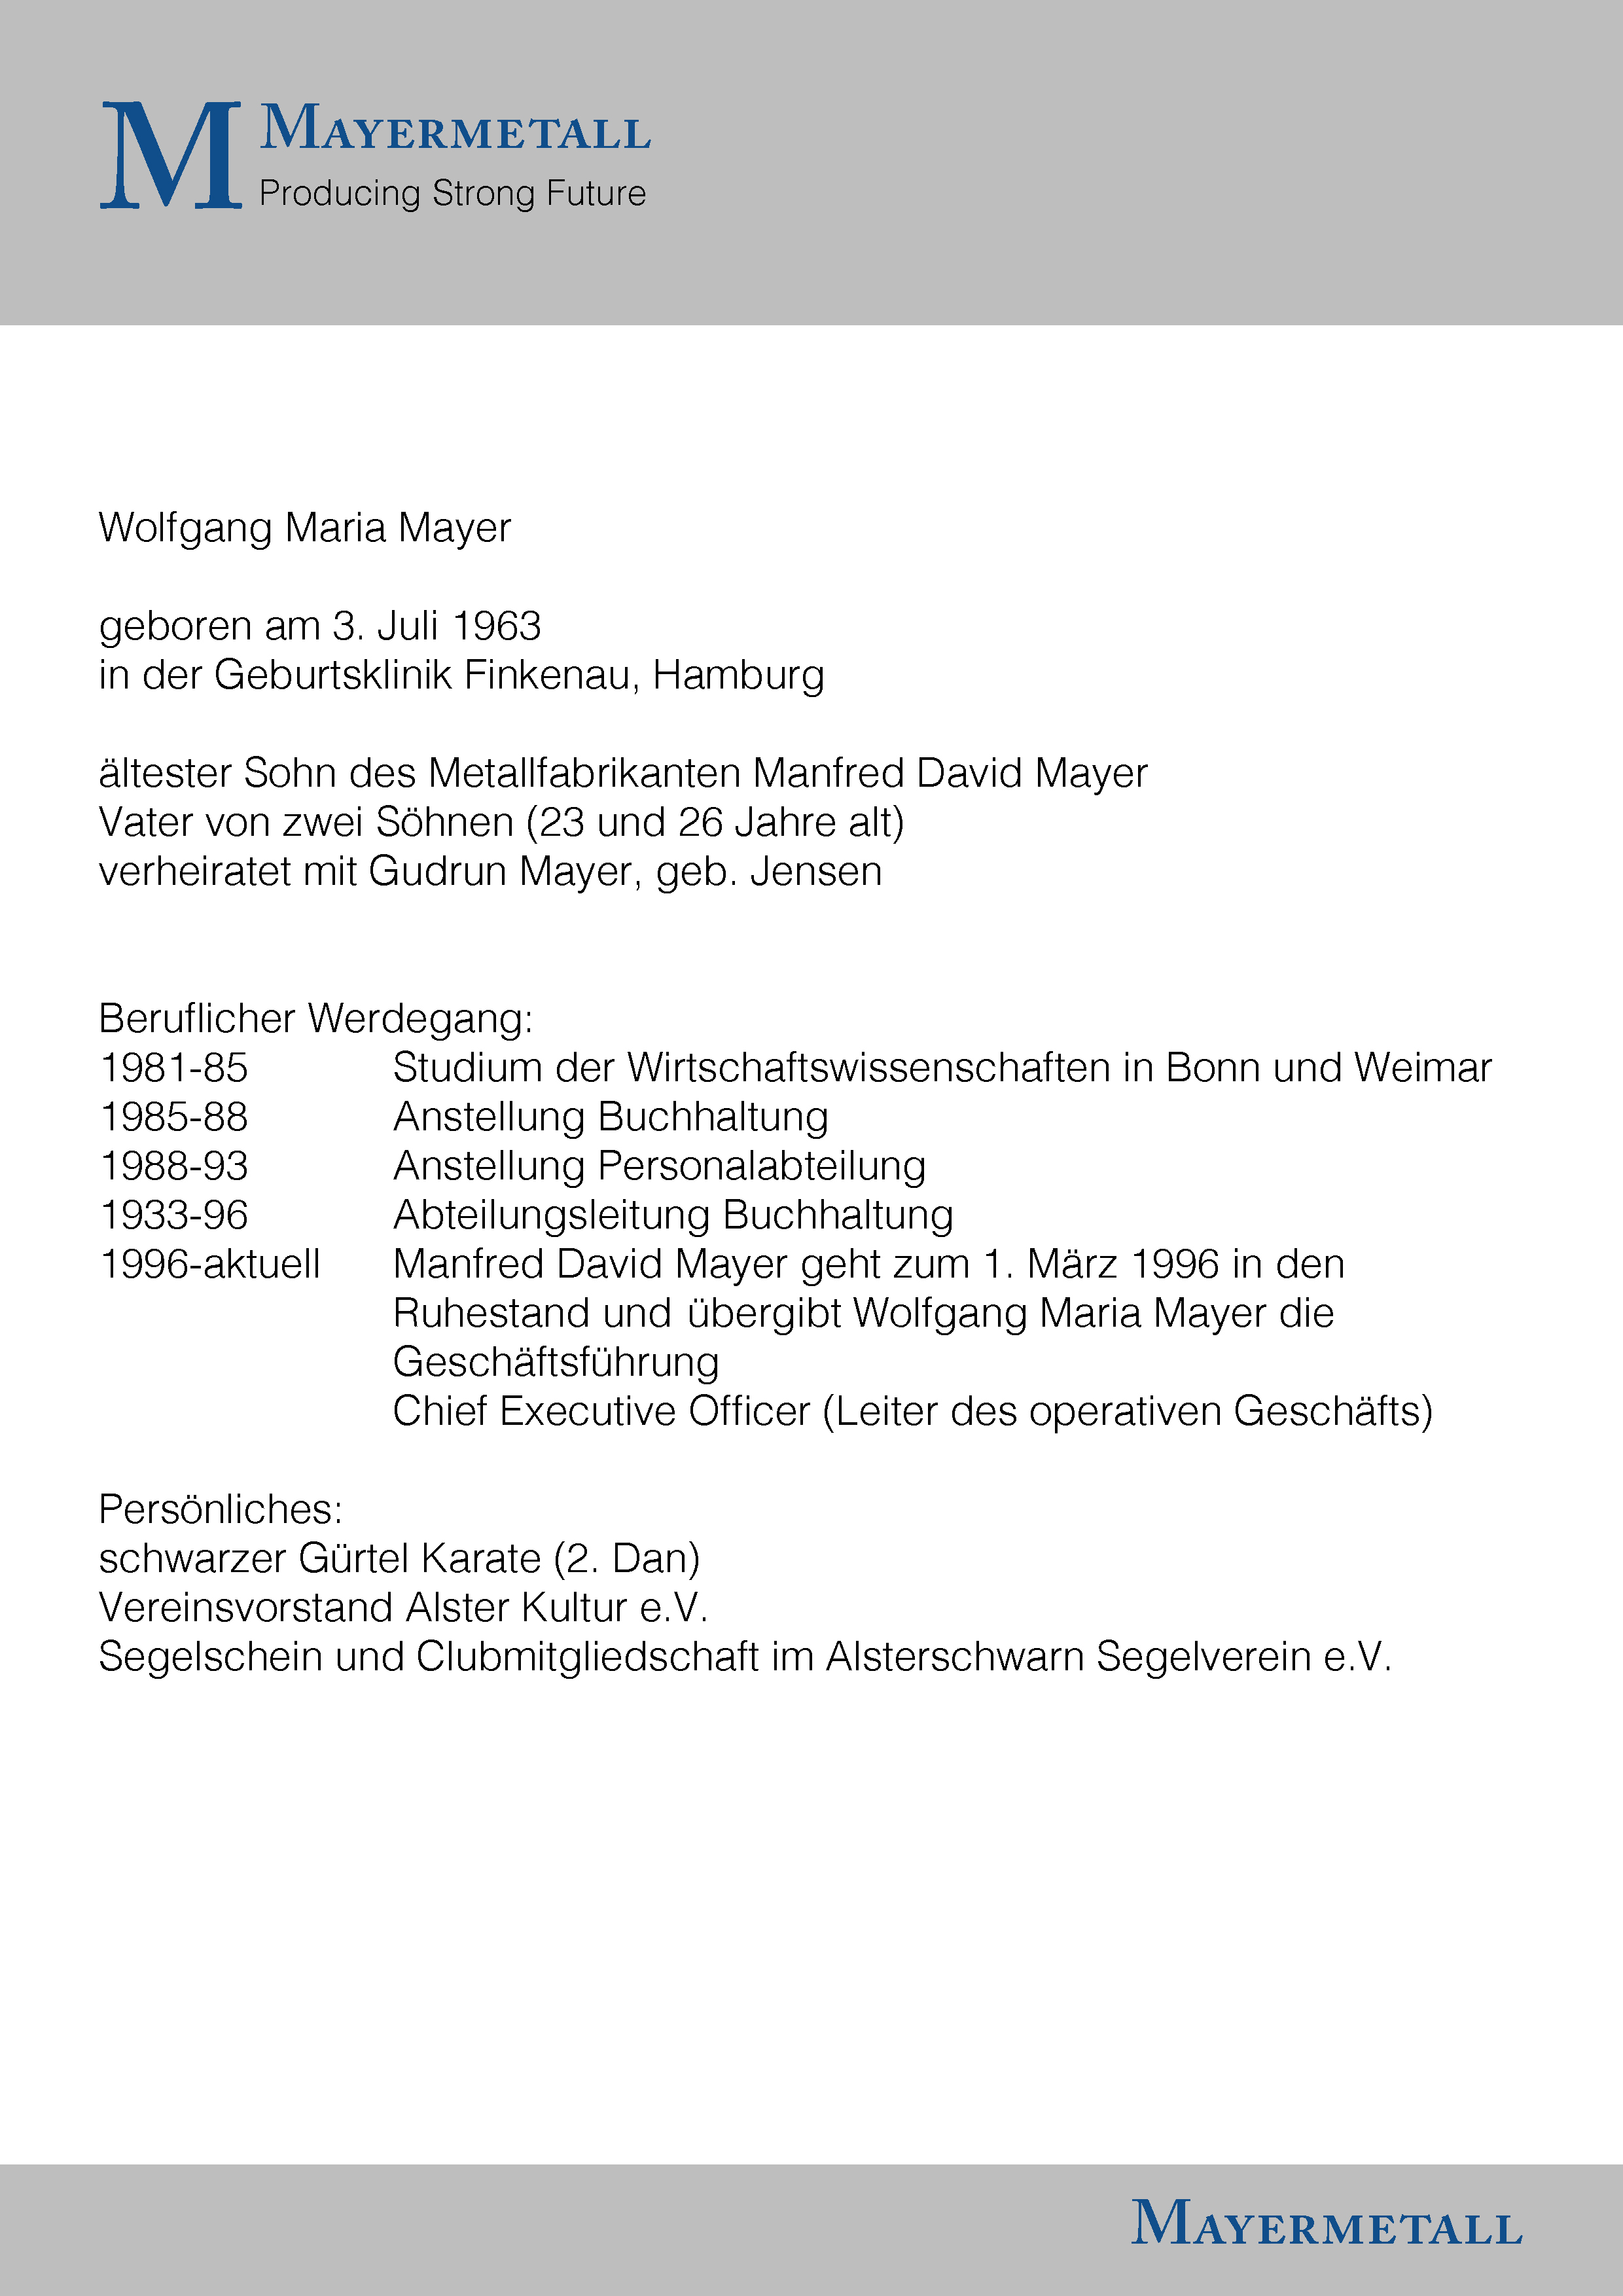 M
MAYERMETALL
Producing Strong Future
Wolfgang Maria Mayer
geboren am 3. Juli 1963
in der Geburtsklinik Finkenau, Hamburg
ältester Sohn des Metallfabrikanten Manfred David Mayer
Vater von zwei Söhnen (23 und 26 Jahre alt)
verheiratet mit Gudrun Mayer, geb. Jensen
Beruflicher Werdegang:
1981-85 Studium der Wirtschaftswissenschaften in Bonn und Weimar
1985-88 Anstellung Buchhaltung
1988-93 Anstellung Personalabteilung
1933-96 Abteilungsleitung Buchhaltung
1996-aktuell Manfred David Mayer geht zum 1. März 1996 in den
Ruhestand und übergibt Wolfgang Maria Mayer die
Geschäftsführung
Chief Executive Officer (Leiter des operativen Geschäfts)
Persönliches:
schwarzer Gürtel Karate (2. Dan)
Vereinsvorstand Alster Kultur e.V.
Segelschein und Clubmitgliedschaft im Alsterschwarn Segelverein e.V.
MAYERMETALL